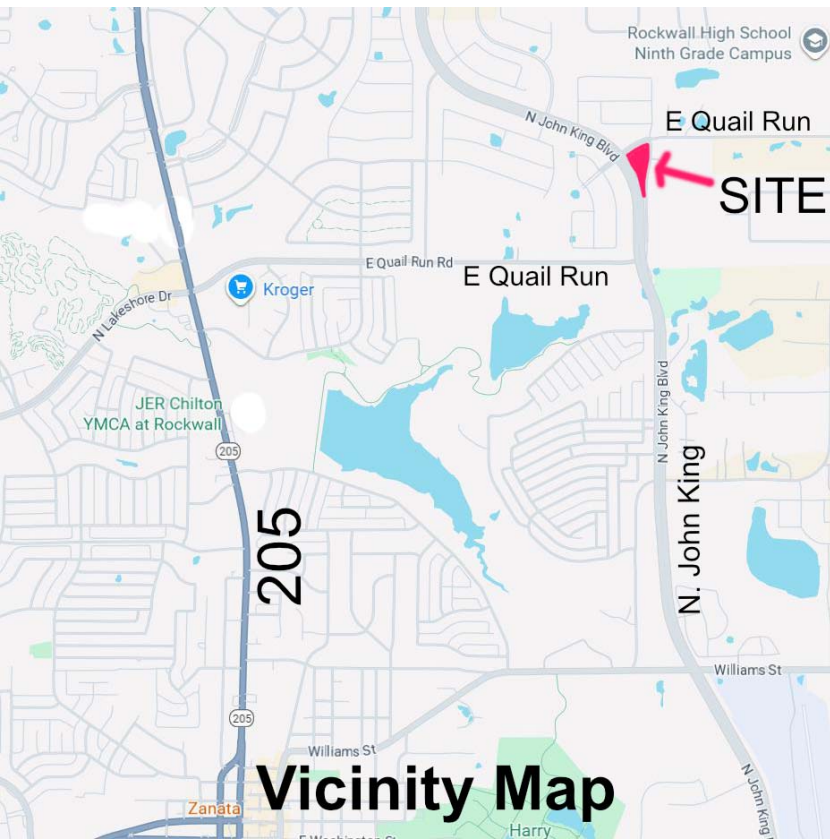 Rockwall High School
Ninth Grade Campus
N John King Blvd
E Quail Run
SITE
E Quail Run Rd
E Quail Run
Kroger
N Lakeshore Dr
JER Chilton
YMCA at Rockwall
205
205
N John King Blvd
N. John King
Williams St
205
Williams St
Vicinity Map
N John King
Zanata
E Washington St
Harry